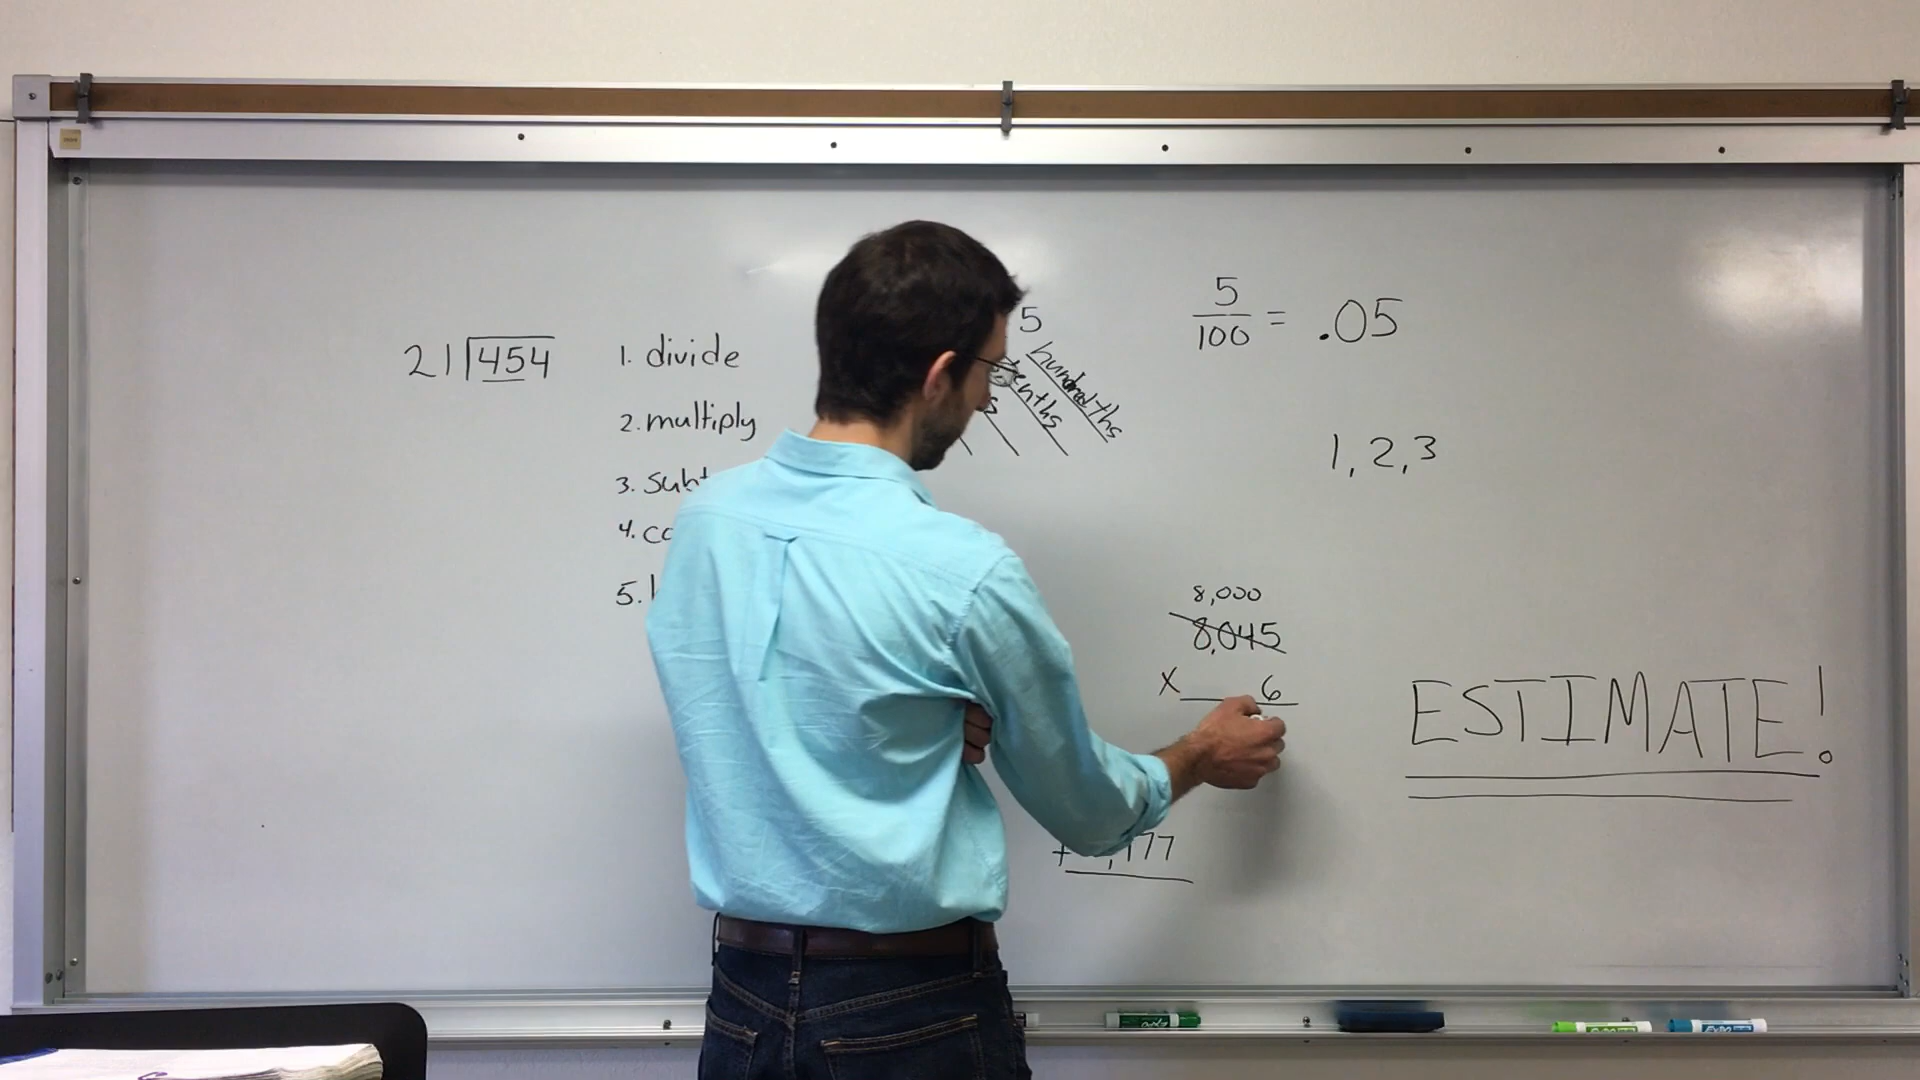 21 454
1. divide
2. multiply
3.
4.
5.
5
hundredths
tenths
5
100
= .05
1, 2, 3
8,000
8,045
x 6
ESTIMATE!
+ ,177
EXPO